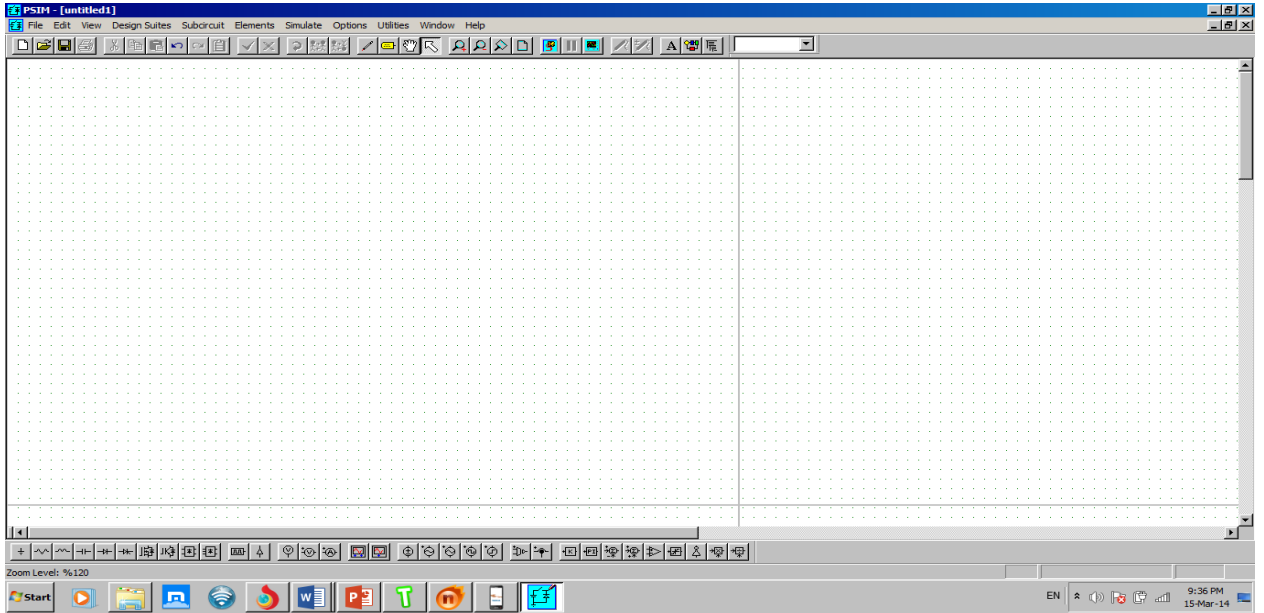 PSIM - [untitled1]
File Edit View Design Suites Subcircuit Elements Simulate Options Utilities Window Help
A
Zoom Level: %120
Start
EN
9:36 PM
15-Mar-14